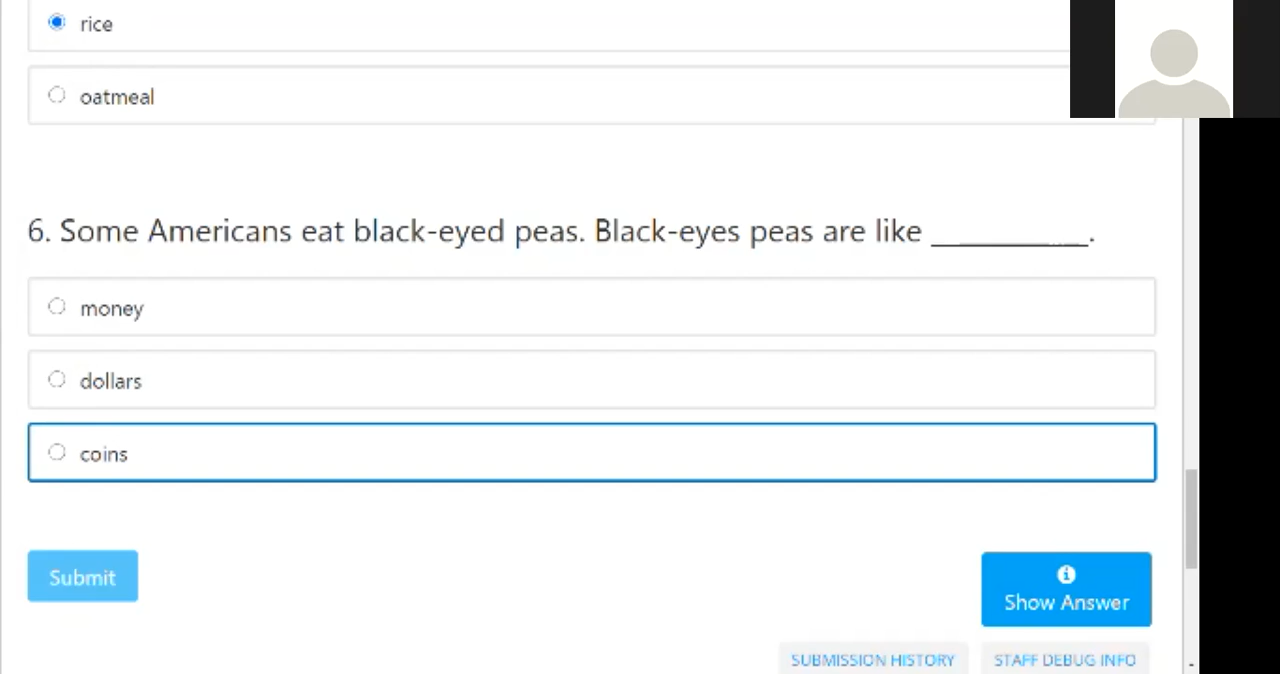 rice
oatmeal
6. Some Americans eat black-eyed peas. Black-eyes peas are like __________.
money
dollars
coins
Submit
Show Answer
SUBMISSION HISTORY
STAFF DEBUG INFO